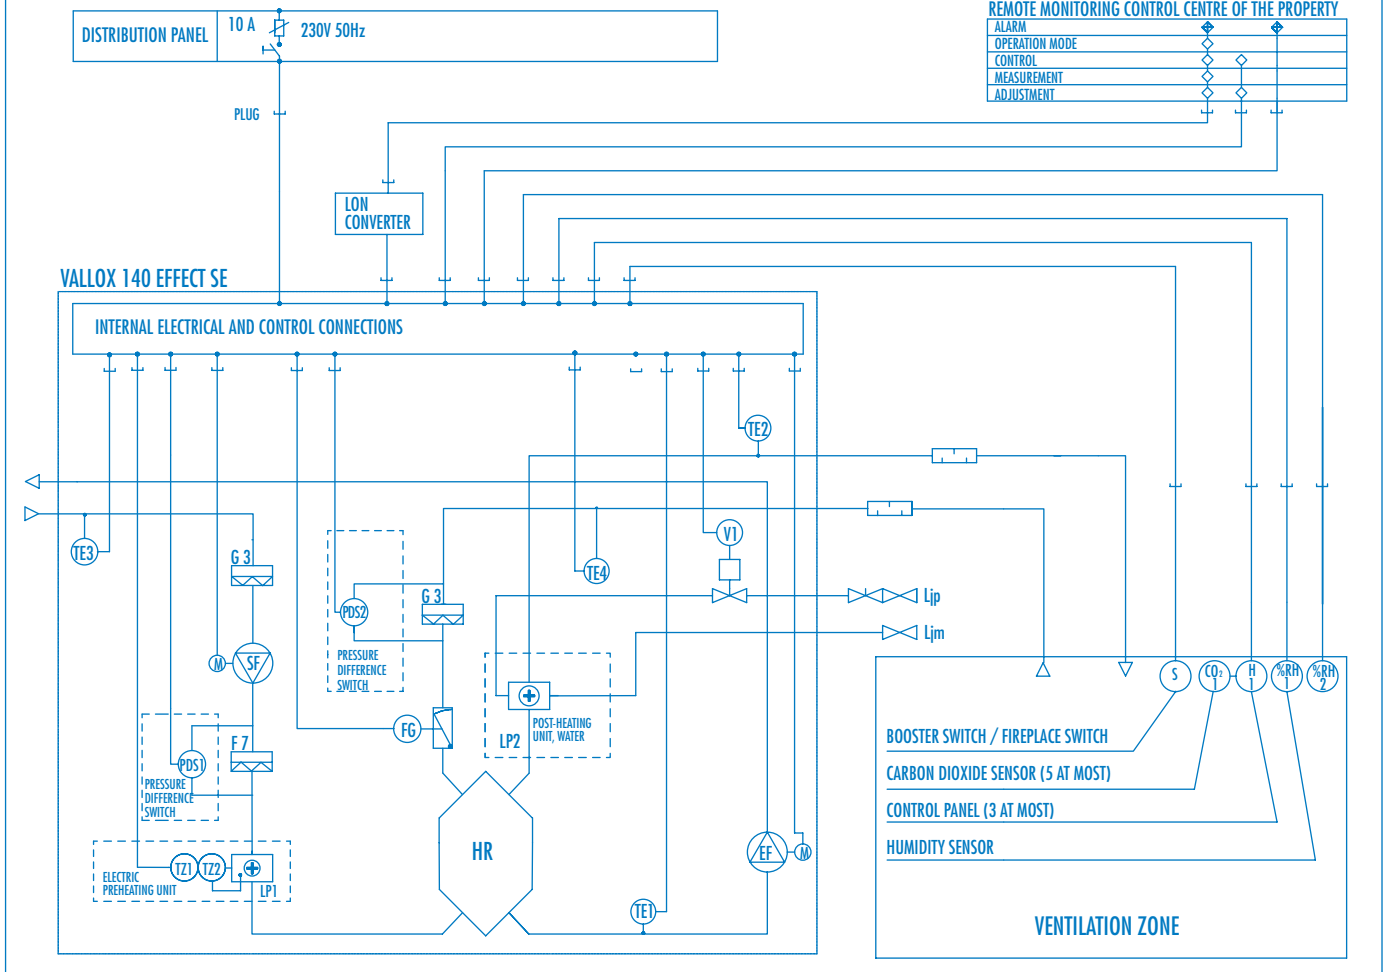 REMOTE MONITORING CONTROL CENTRE OF THE PROPERTY
ALARM
OPERATION MODE
CONTROL
MEASUREMENT
ADJUSTMENT
DISTRIBUTION PANEL
10 A
230V 50Hz
PLUG
LON
CONVERTER
VALLOX 140 EFFECT SE
INTERNAL ELECTRICAL AND CONTROL CONNECTIONS
TE2
TE3
G 3
V1
TE4
G 3
PDS2
Ljp
Ljm
PRESSURE
DIFFERENCE
SWITCH
M
SF
S
CO₂
1
H
1
%RH
1
%RH
2
FG
POST-HEATING
UNIT, WATER
LP2
F 7
PDS1
PRESSURE
DIFFERENCE
SWITCH
BOOSTER SWITCH / FIREPLACE SWITCH
CARBON DIOXIDE SENSOR (5 AT MOST)
CONTROL PANEL (3 AT MOST)
HUMIDITY SENSOR
HR
EF
M
TZ1
TZ2
ELECTRIC
PREHEATING UNIT
LP1
TE1
VENTILATION ZONE